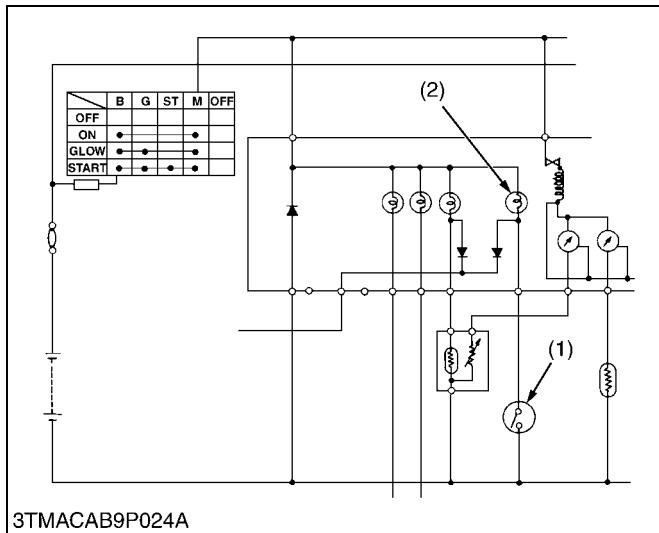 B G ST M OFF
OFF
ON
GLOW
START
(2)
(1)
3TMACAB9P024A